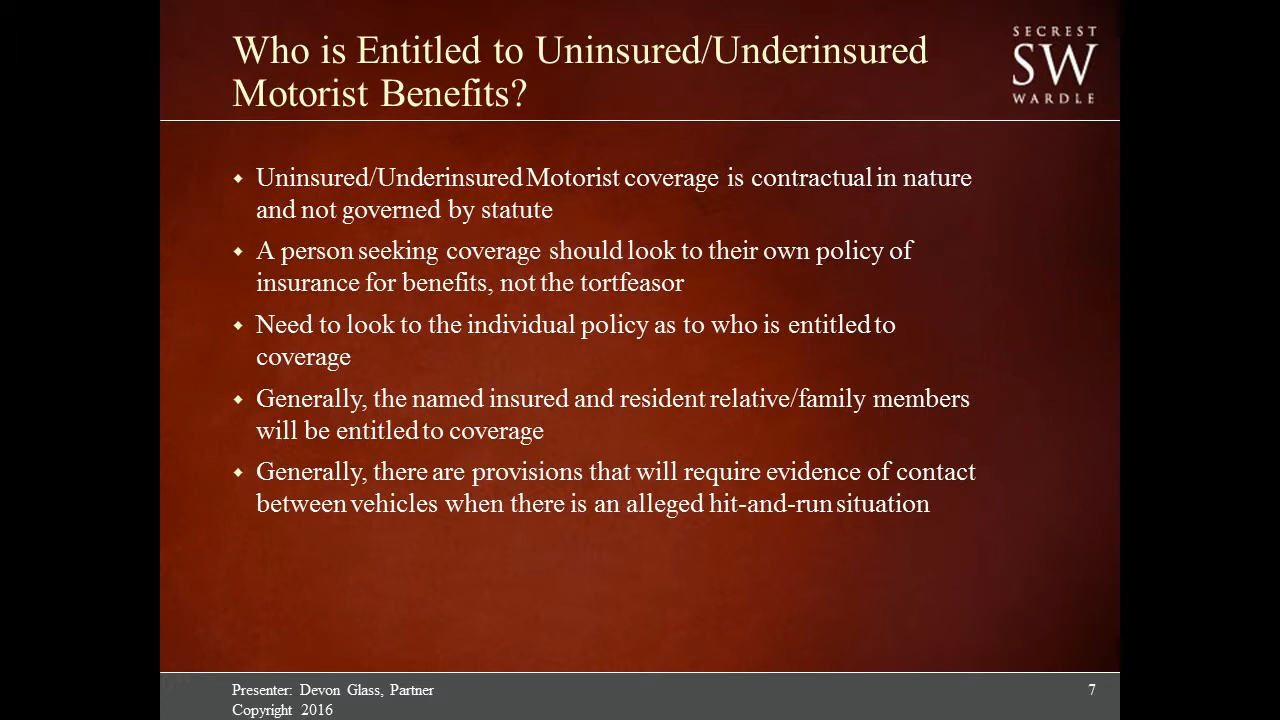 Who is Entitled to Uninsured/Underinsured
Motorist Benefits?
SECREST
SW
WARDLE
Uninsured/Underinsured Motorist coverage is contractual in nature
and not governed by statute
A person seeking coverage should look to their own policy of
insurance for benefits, not the tortfeasor
Need to look to the individual policy as to who is entitled to
coverage
Generally, the named insured and resident relative/family members
will be entitled to coverage
Generally, there are provisions that will require evidence of contact
between vehicles when there is an alleged hit-and-run situation
Presenter: Devon Glass, Partner
Copyright 2016
7